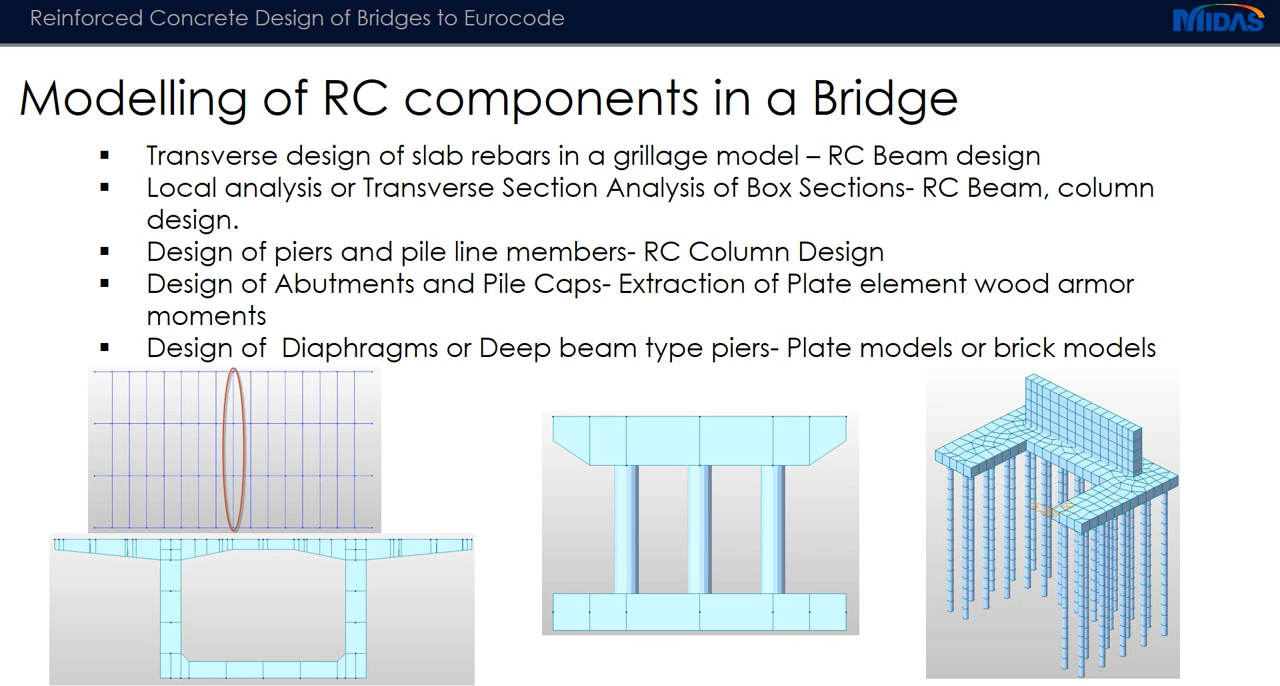 Reinforced Concrete Design of Bridges to Eurocode
MIDAS
Modelling of RC components in a Bridge
▪ Transverse design of slab rebars in a grillage model – RC Beam design
▪ Local analysis or Transverse Section Analysis of Box Sections- RC Beam, column
design.
▪ Design of piers and pile line members- RC Column Design
▪ Design of Abutments and Pile Caps- Extraction of Plate element wood armor
moments
▪ Design of  Diaphragms or Deep beam type piers- Plate models or brick models